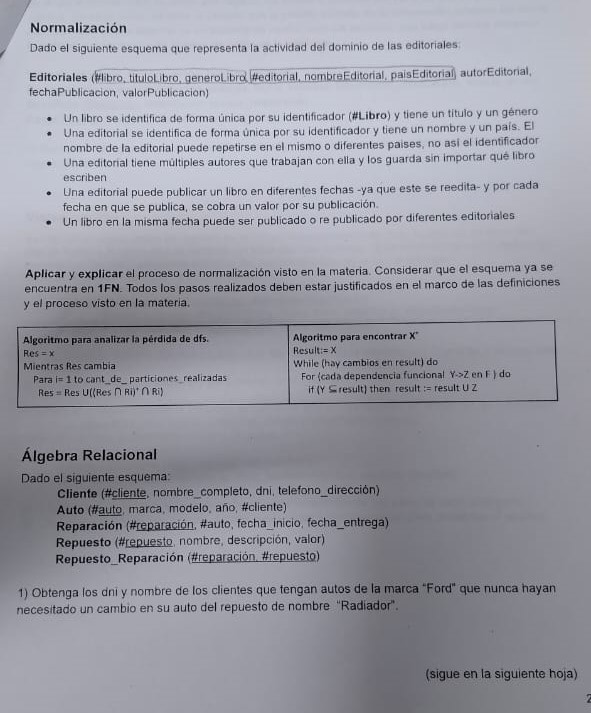 Normalización
Dado el siguiente esquema que representa la actividad del dominio de las editoriales:
Editoriales (#libro, tituloLibro, generoLibro, #editorial, nombreEditorial, paisEditorial, autorEditorial,
fechaPublicacion, valorPublicacion)
• Un libro se identifica de forma única por su identificador (#Libro) y tiene un título y un género
• Una editorial se identifica de forma única por su identificador y tiene un nombre y un país. El
nombre de la editorial puede repetirse en el mismo o diferentes paises, no asi el identificador
• Una editorial tiene múltiples autores que trabajan con ella y los guarda sin importar qué libro
escriben
• Una editorial puede publicar un libro en diferentes fechas -ya que este se reedita- y por cada
fecha en que se publica, se cobra un valor por su publicación.
• Un libro en la misma fecha puede ser publicado o re publicado por diferentes editoriales
Aplicar y explicar el proceso de normalización visto en la materia. Considerar que el esquema ya se
encuentra en 1FN. Todos los pasos realizados deben estar justificados en el marco de las definiciones
y el proceso visto en la materia.
Algoritmo para analizar la pérdida de dfs.
Res = x
Mientras Res cambia
Para i= 1 to cant_de_ particiones_realizadas
Res = Res U((Res ∩ Ri)⁺ ∩ Ri)
Algoritmo para encontrar X⁺
Result:= X
While (hay cambios en result) do
For (cada dependencia funcional Y->Z en F ) do
if (Y ⊆ result) then result := result U Z
Álgebra Relacional
Dado el siguiente esquema:
Cliente (#cliente, nombre_completo, dni, telefono_dirección)
Auto (#auto, marca, modelo, año, #cliente)
Reparación (#reparación, #auto, fecha_inicio, fecha_entrega)
Repuesto (#repuesto, nombre, descripción, valor)
Repuesto_Reparación (#reparación, #repuesto)
1) Obtenga los dni y nombre de los clientes que tengan autos de la marca "Ford" que nunca hayan
necesitado un cambio en su auto del repuesto de nombre "Radiador".
(sigue en la siguiente hoja)
2